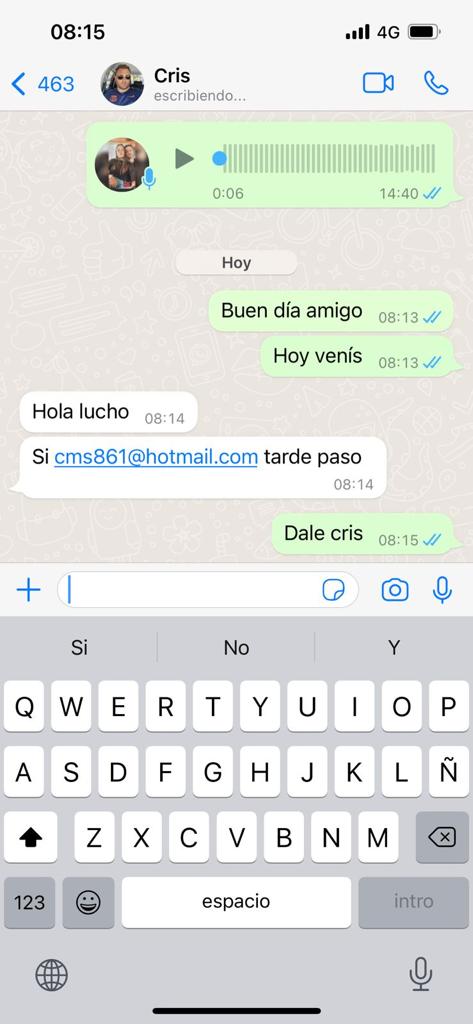 08:15
4G
463
Cris
escribiendo...
0:06
14:40
Hoy
Buen día amigo 08:13
Hoy venís 08:13
Hola lucho 08:14
Si cms861@hotmail.com tarde paso
08:14
Dale cris 08:15
Si No Y
Q W E R T Y U I O P
A S D F G H J K L Ñ
Z X C V B N M
123 espacio intro